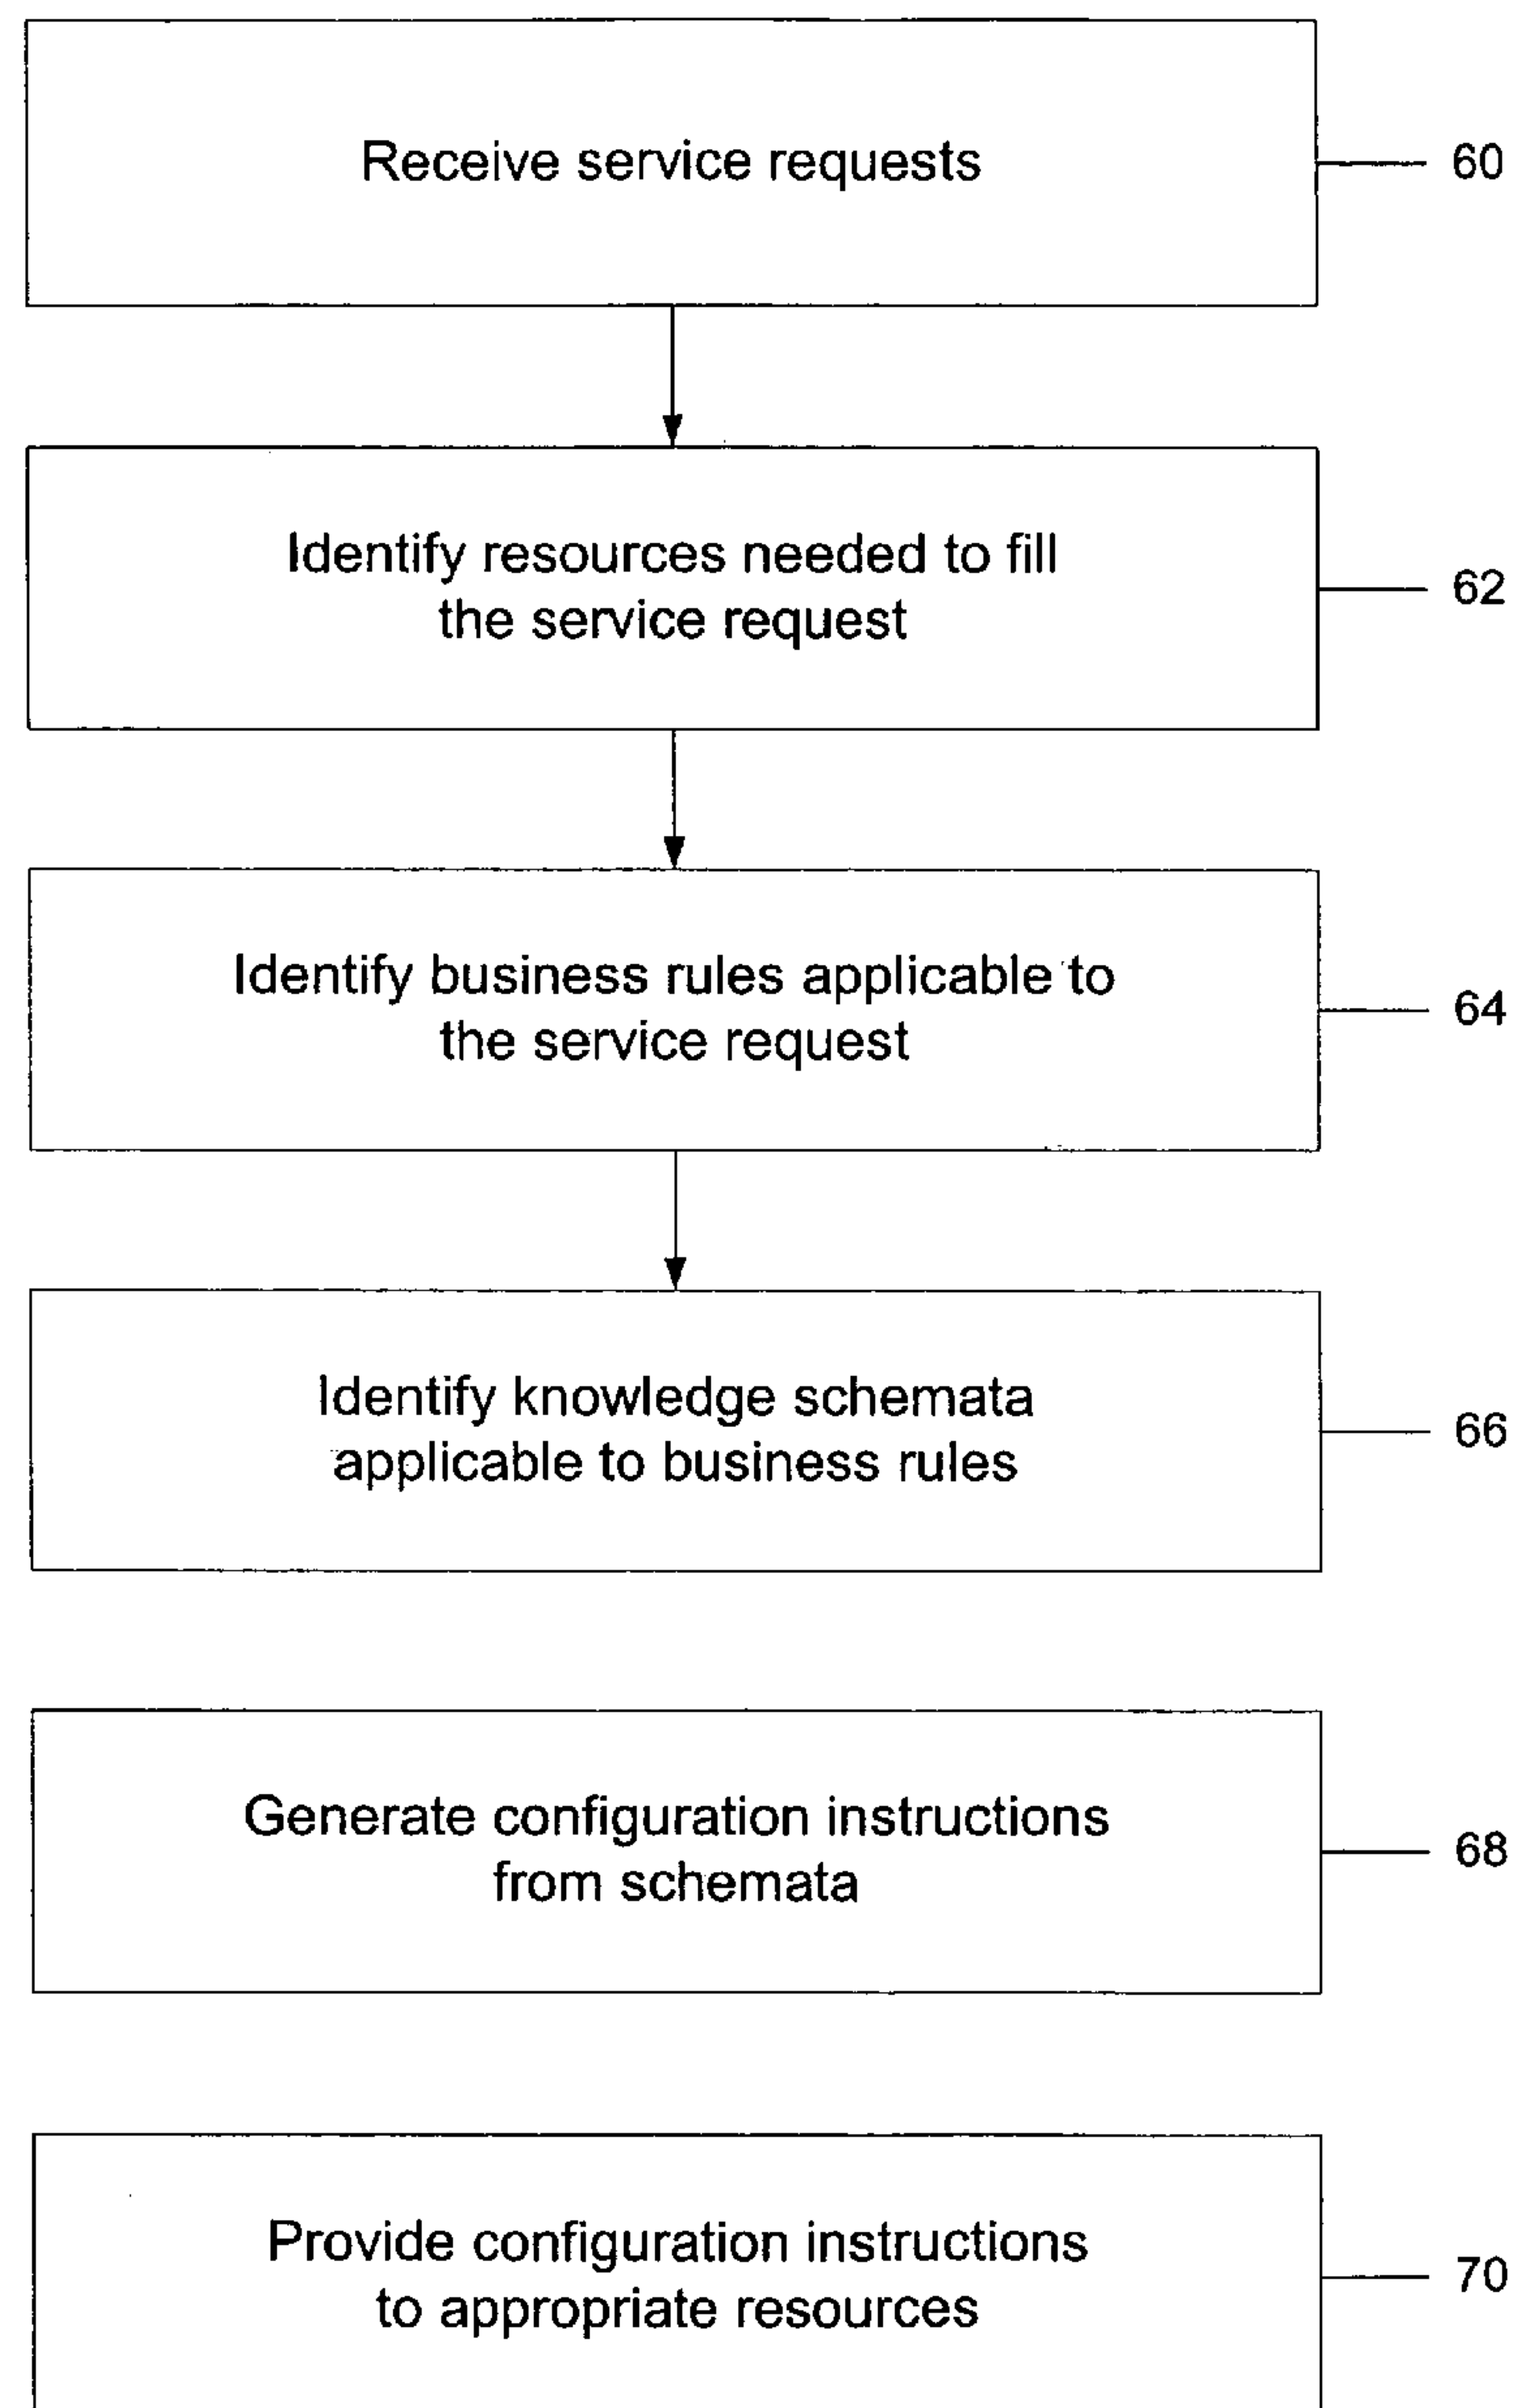 Receive service requests
60
Identify resources needed to fill
the service request
62
Identify business rules applicable to
the service request
64
Identify knowledge schemata
applicable to business rules
66
Generate configuration instructions
from schemata
68
Provide configuration instructions
to appropriate resources
70